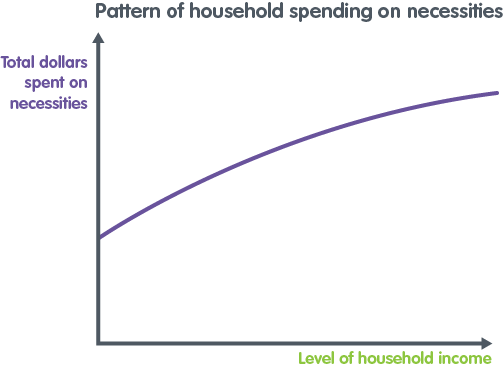 Pattern of household spending on necessities
Total dollars
spent on
necessities
Level of household income